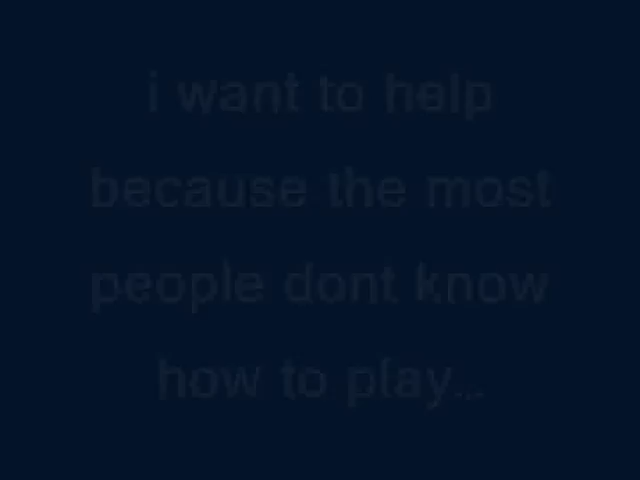 i want to help
because the most
people dont know
how to play...